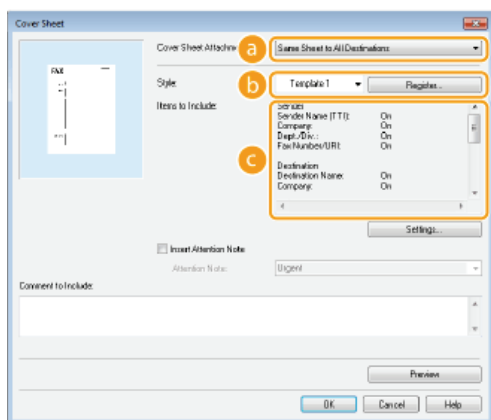 Cover Sheet
Cover Sheet Attachm
a
Same Sheet to All Destinations
FAX
Style:
b
Template 1
Register...
Items to Include:
c
Sender
Sender Name (TTI): On
Company: On
Dept./Div.: On
Fax Number/URI: On
Destination
Destination Name: On
Company: On
Settings...
Insert Attention Note
Attention Note:
Urgent
Comment to Include:
Preview
OK
Cancel
Help